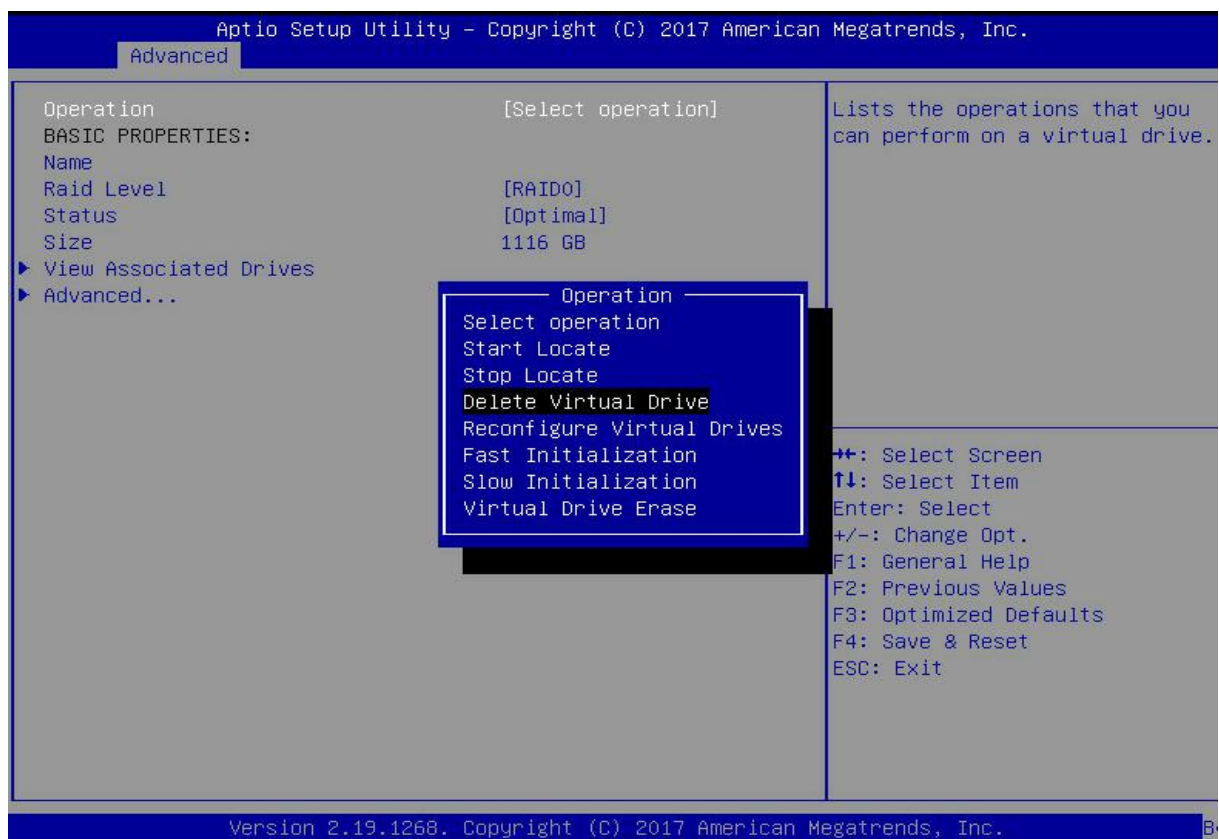 Aptio Setup Utility – Copyright (C) 2017 American Megatrends, Inc.
Advanced
Operation [Select operation]
BASIC PROPERTIES:
Name
Raid Level [RAID0]
Status [Optimal]
Size 1116 GB
▶ View Associated Drives
▶ Advanced...
Operation
Select operation
Start Locate
Stop Locate
Delete Virtual Drive
Reconfigure Virtual Drives
Fast Initialization
Slow Initialization
Virtual Drive Erase
Lists the operations that you
can perform on a virtual drive.
→←: Select Screen
↑↓: Select Item
Enter: Select
+/-: Change Opt.
F1: General Help
F2: Previous Values
F3: Optimized Defaults
F4: Save & Reset
ESC: Exit
Version 2.19.1268. Copyright (C) 2017 American Megatrends, Inc.